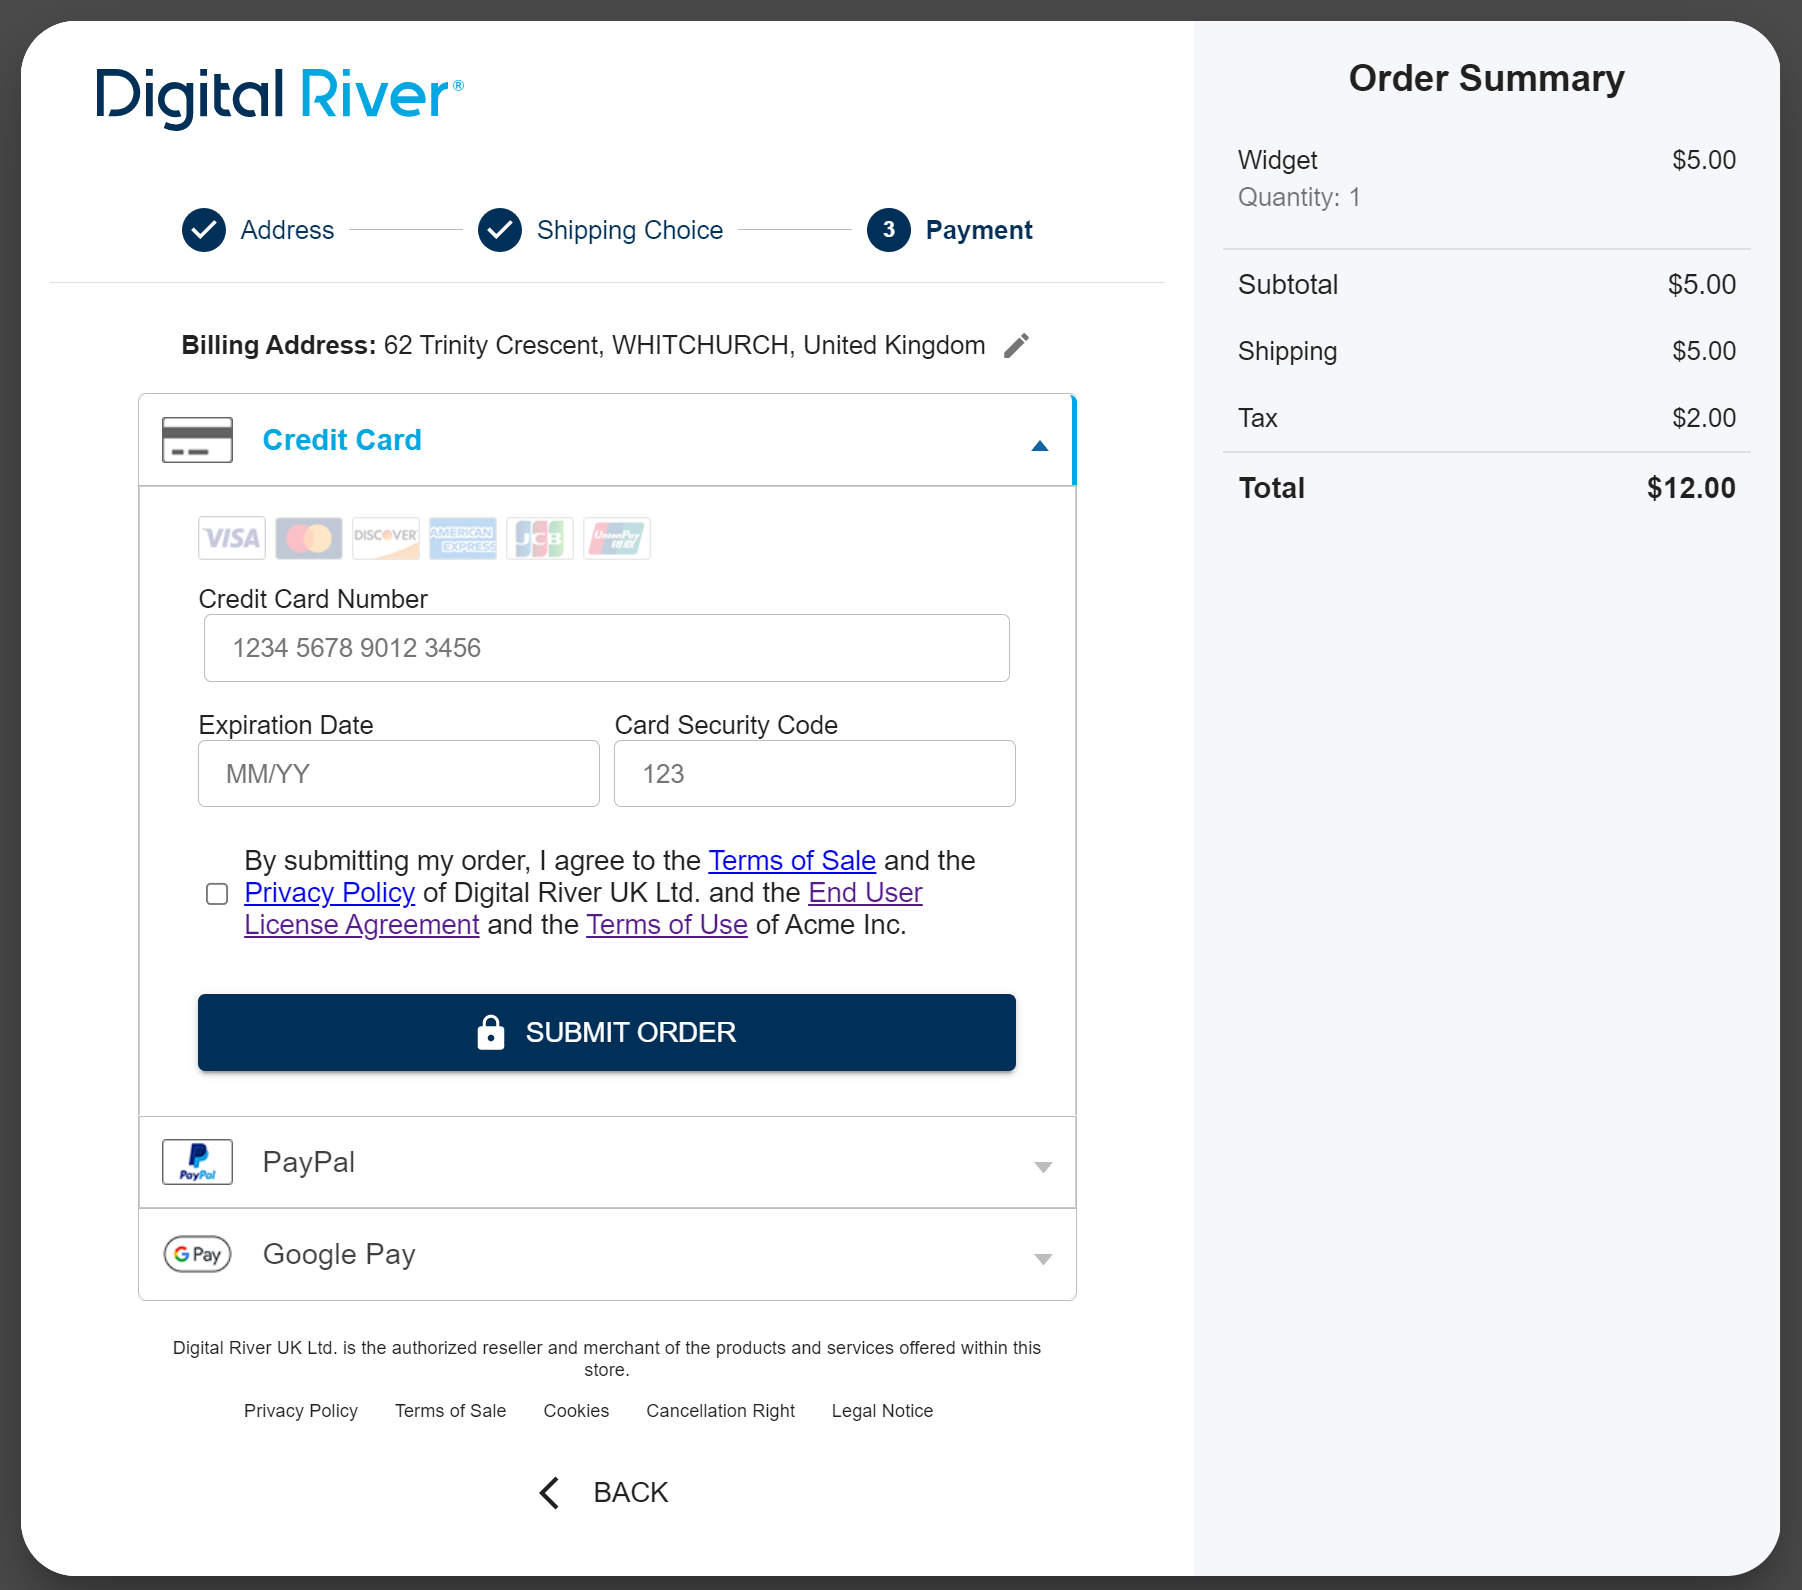 Digital River®
Address
Shipping Choice
3 Payment
Billing Address: 62 Trinity Crescent, WHITCHURCH, United Kingdom
Credit Card
VISA
DISCOVER
AMERICAN EXPRESS
JCB
UnionPay 银联
Credit Card Number
1234 5678 9012 3456
Expiration Date
Card Security Code
MM/YY
123
By submitting my order, I agree to the Terms of Sale and the
Privacy Policy of Digital River UK Ltd. and the End User
License Agreement and the Terms of Use of Acme Inc.
SUBMIT ORDER
PayPal
PayPal
G Pay
Google Pay
Digital River UK Ltd. is the authorized reseller and merchant of the products and services offered within this
store.
Privacy Policy
Terms of Sale
Cookies
Cancellation Right
Legal Notice
BACK
Order Summary
Widget $5.00
Quantity: 1
Subtotal $5.00
Shipping $5.00
Tax $2.00
Total $12.00